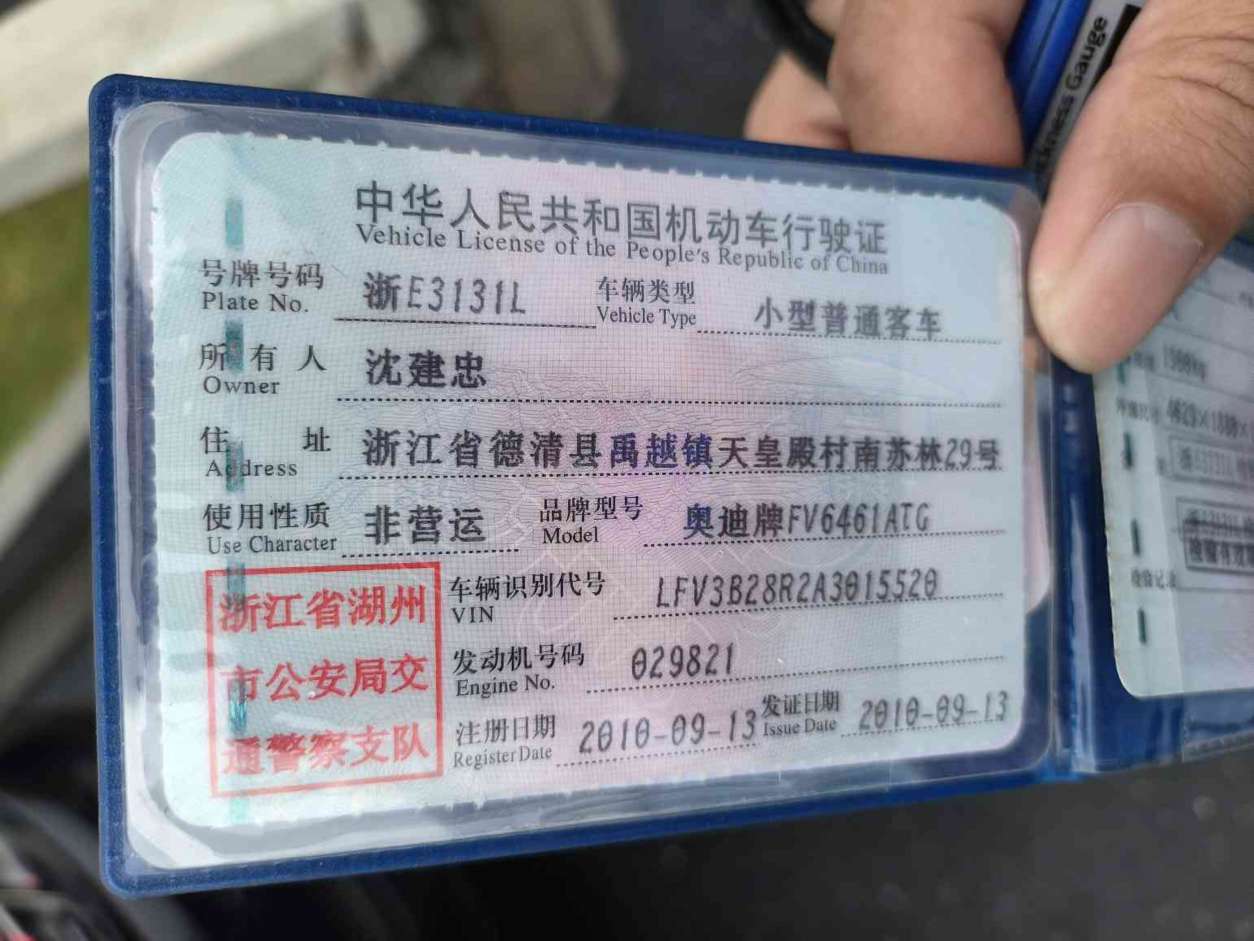 中华人民共和国机动车行驶证
Vehicle License of the People's Republic of China
号牌号码 浙E3131L 车辆类型 小型普通客车
Plate No. Vehicle Type
所有人 沈建忠
Owner
住址 浙江省德清县禹越镇天皇殿村南苏林29号
Address
使用性质 非营运 品牌型号 奥迪牌FV6461ATG
Use Character Model
车辆识别代号 LFV3B28R2A3015520
VIN
发动机号码 029821
Engine No.
注册日期 2010-09-13 发证日期 2010-09-13
Register Date Issue Date
浙江省湖州
市公安局交
通警察支队
Gauge